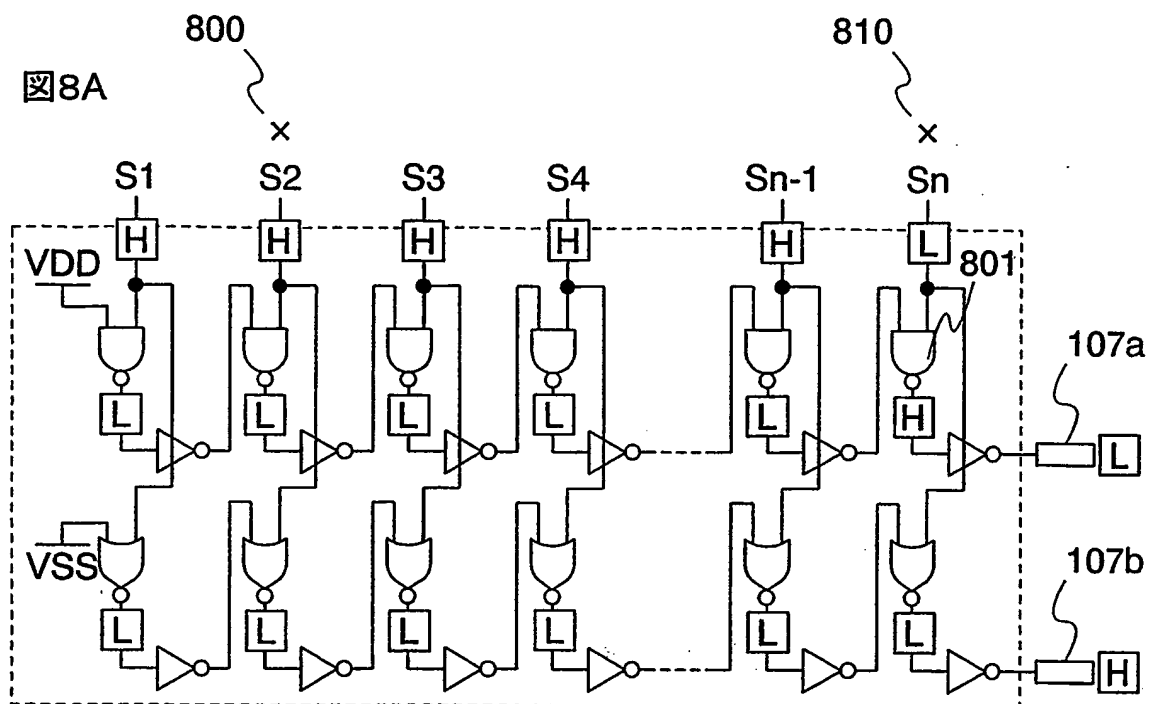 800
810
図8A
×
×
S1 S2 S3 S4 Sn-1 Sn
H H H H H L
VDD
801
107a
L L L L L H
L
VSS
107b
L L L L L L
H